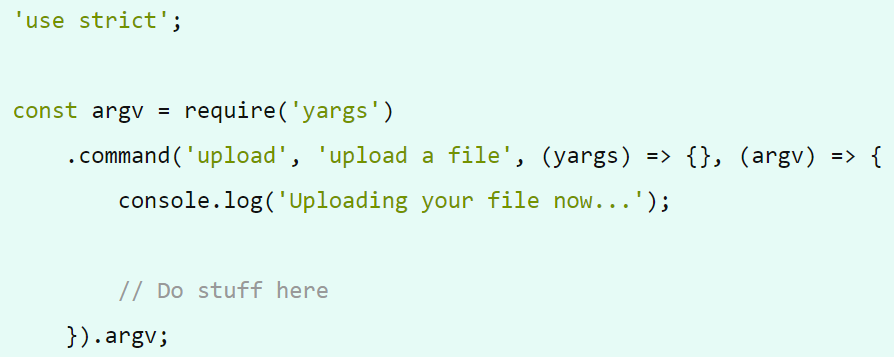 'use strict';
const argv = require('yargs')
.command('upload', 'upload a file', (yargs) => {}, (argv) => {
console.log('Uploading your file now...');
// Do stuff here
}).argv;